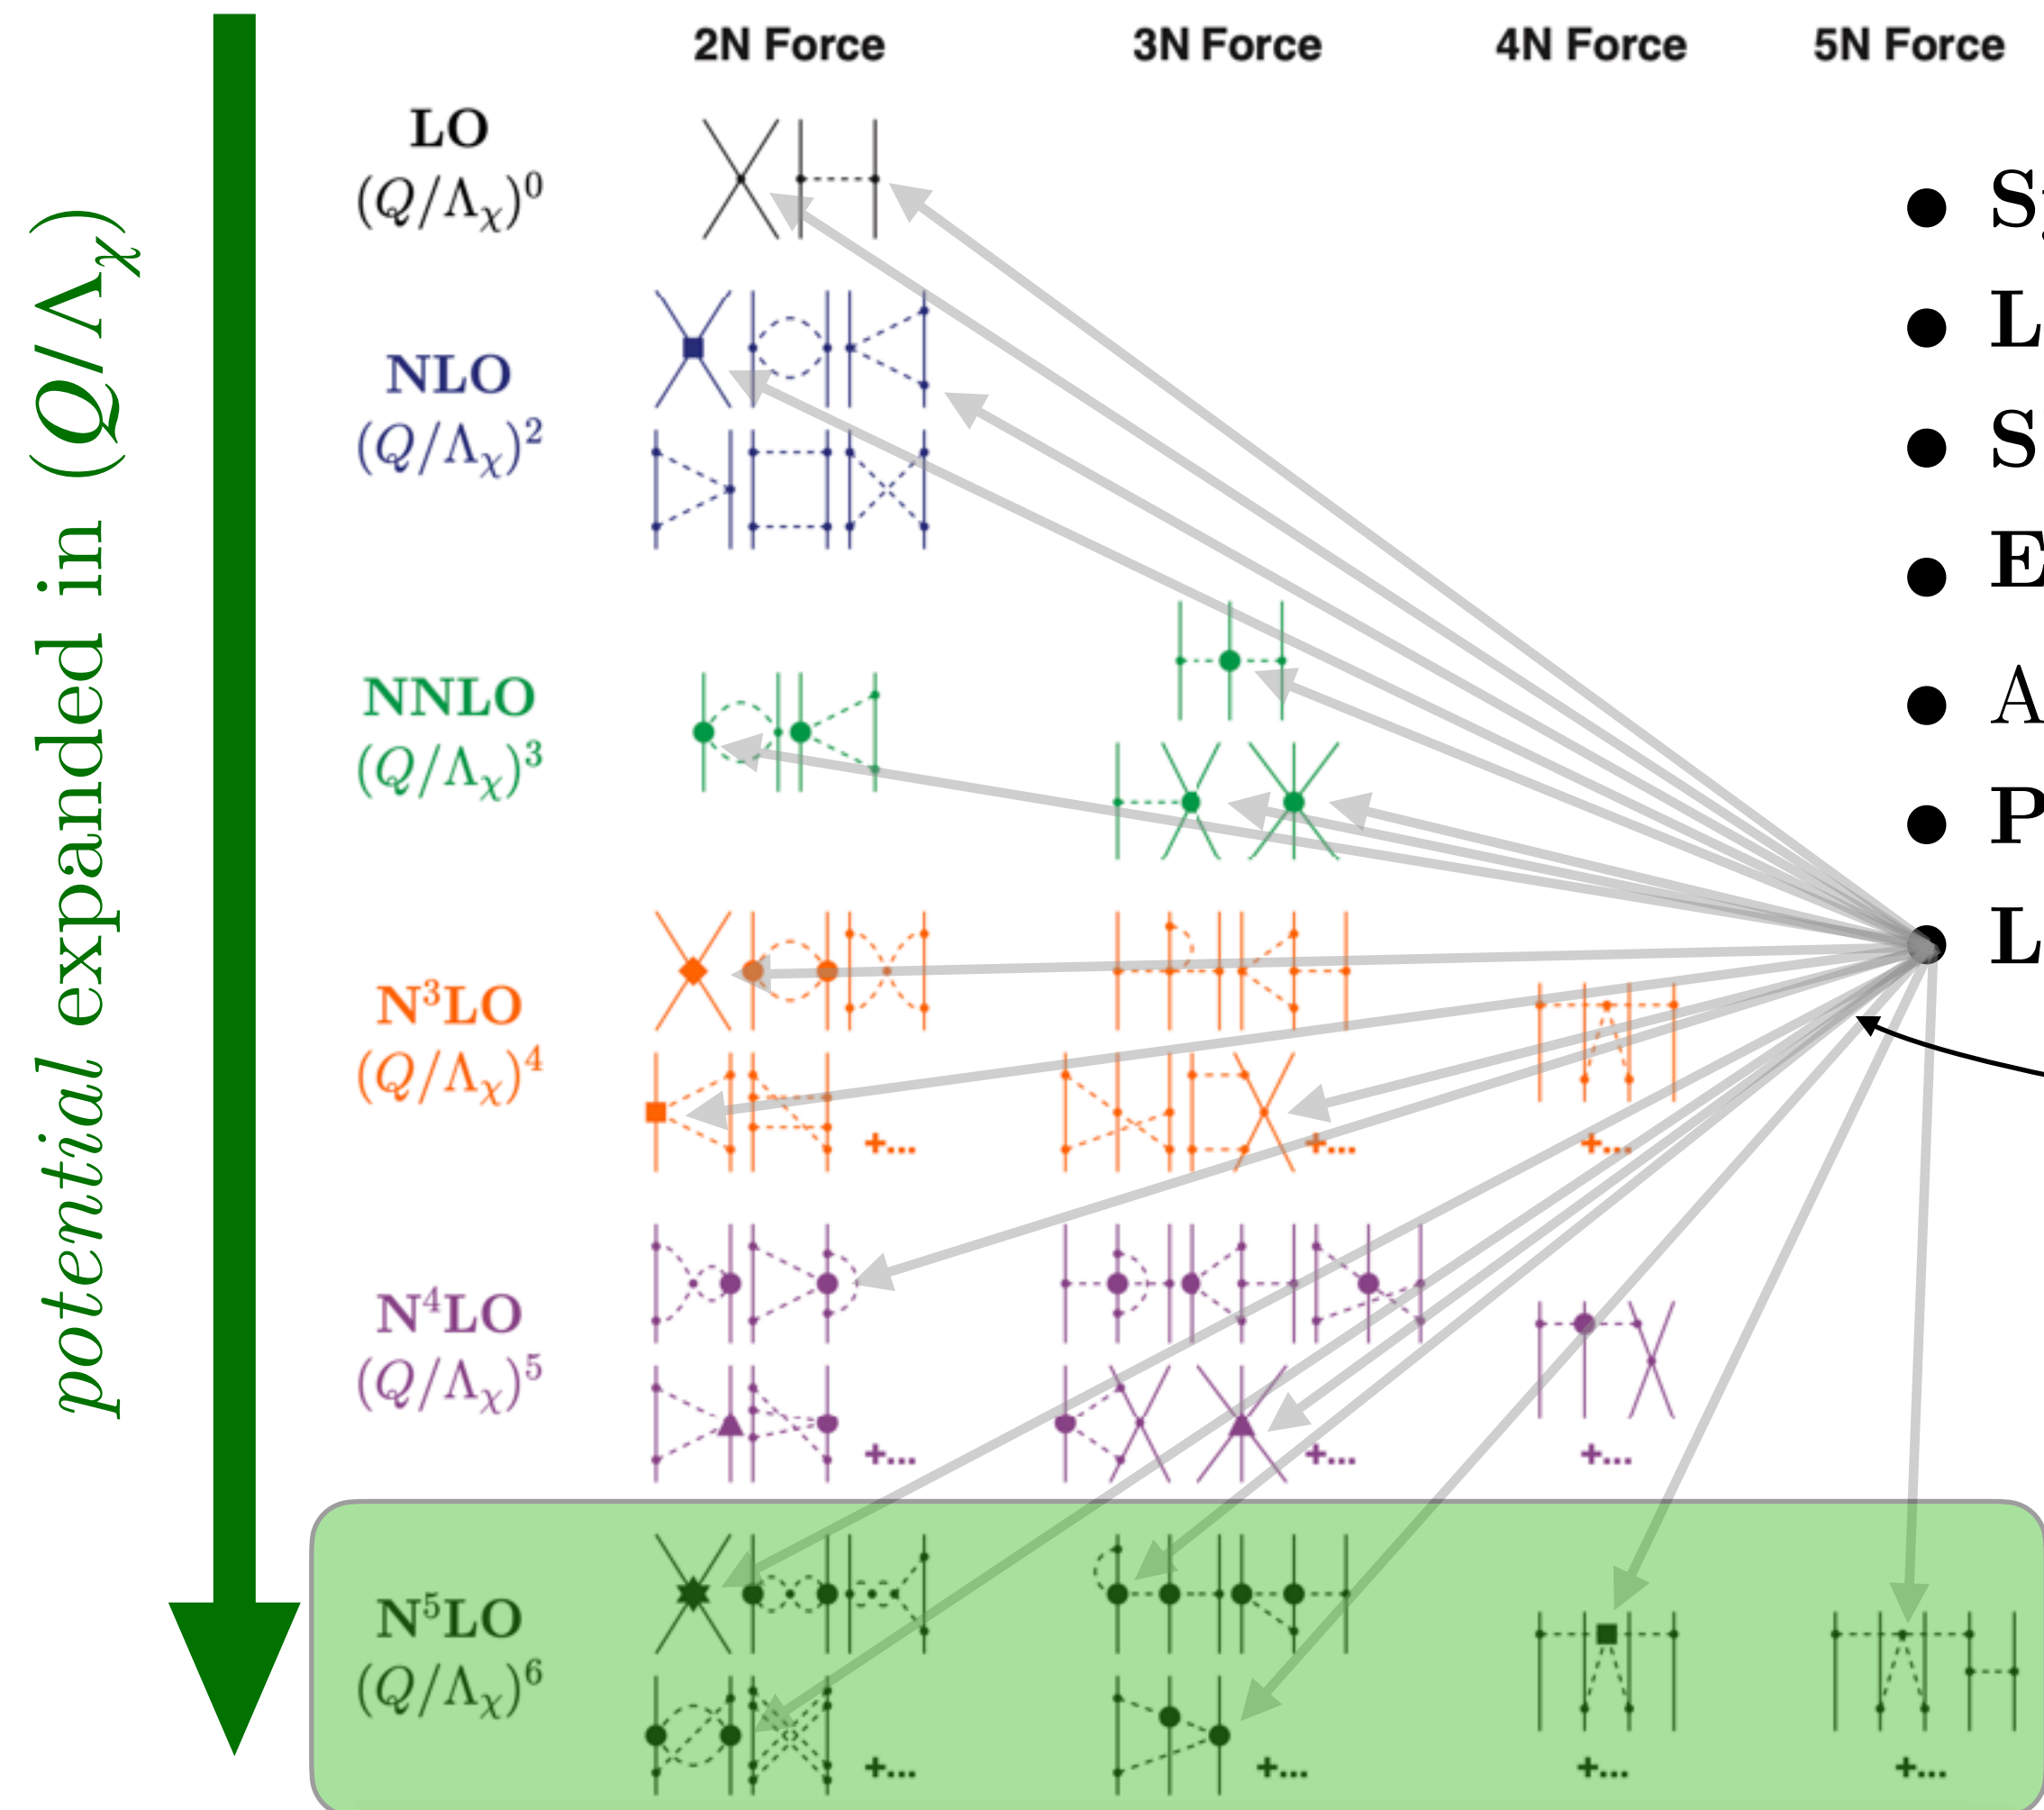 potential expanded in (Q/Λχ)
2N Force 3N Force 4N Force 5N Force
LO
(Q/Λχ)⁰
NLO
(Q/Λχ)²
NNLO
(Q/Λχ)³
N³LO
(Q/Λχ)⁴
+... +... +...
N⁴LO
(Q/Λχ)⁵
+... +... +...
N⁵LO
(Q/Λχ)⁶
+... +... +... +...
• L
• S
• E
• A
• P
• L